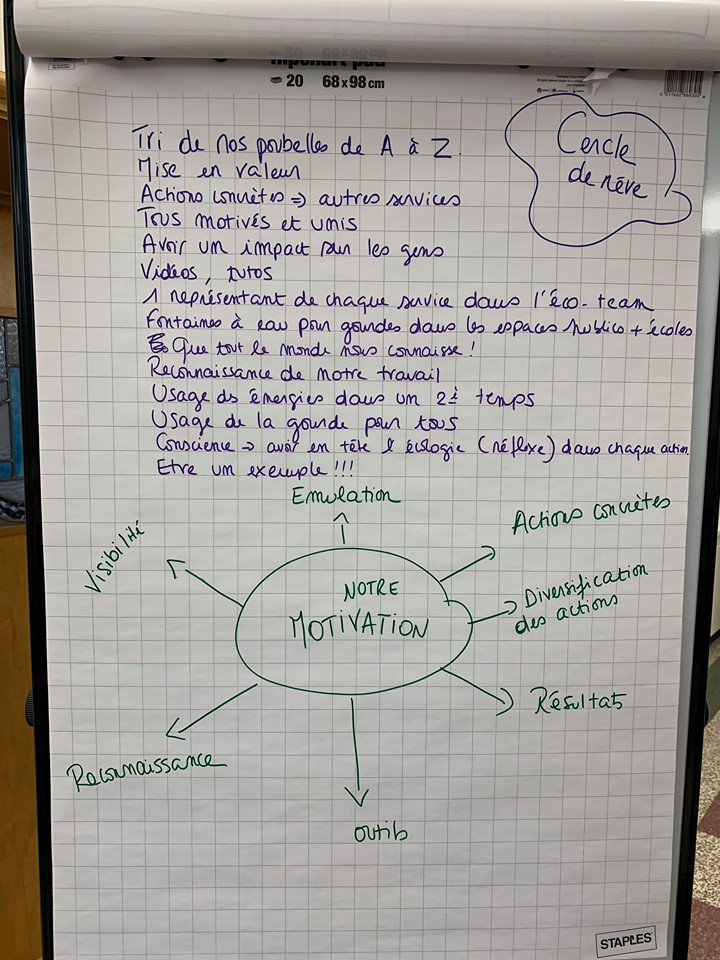 20 68 x 98 cm
Cercle
de rêve
Tri de nos poubelles de A à Z.
Mise en valeur
Actions concrètes => autres services
Tous motivés et unis
Avoir un impact sur les gens
Vidéos, tutos
1 représentant de chaque service dans l'éco-team
Fontaines à eau pour gourdes dans les espaces publics + écoles
Que tout le monde nous connaisse !
Reconnaissance de notre travail
Usage des énergies dans un 2è temps
Usage de la gourde pour tous
Conscience => avoir en tête l'écologie (réflexe) dans chaque action
Etre un exemple !!!
Emulation
Actions concrètes
Visibilité
Diversification
des actions
NOTRE
MOTIVATION
Résultats
Reconnaissance
Outils
STAPLES